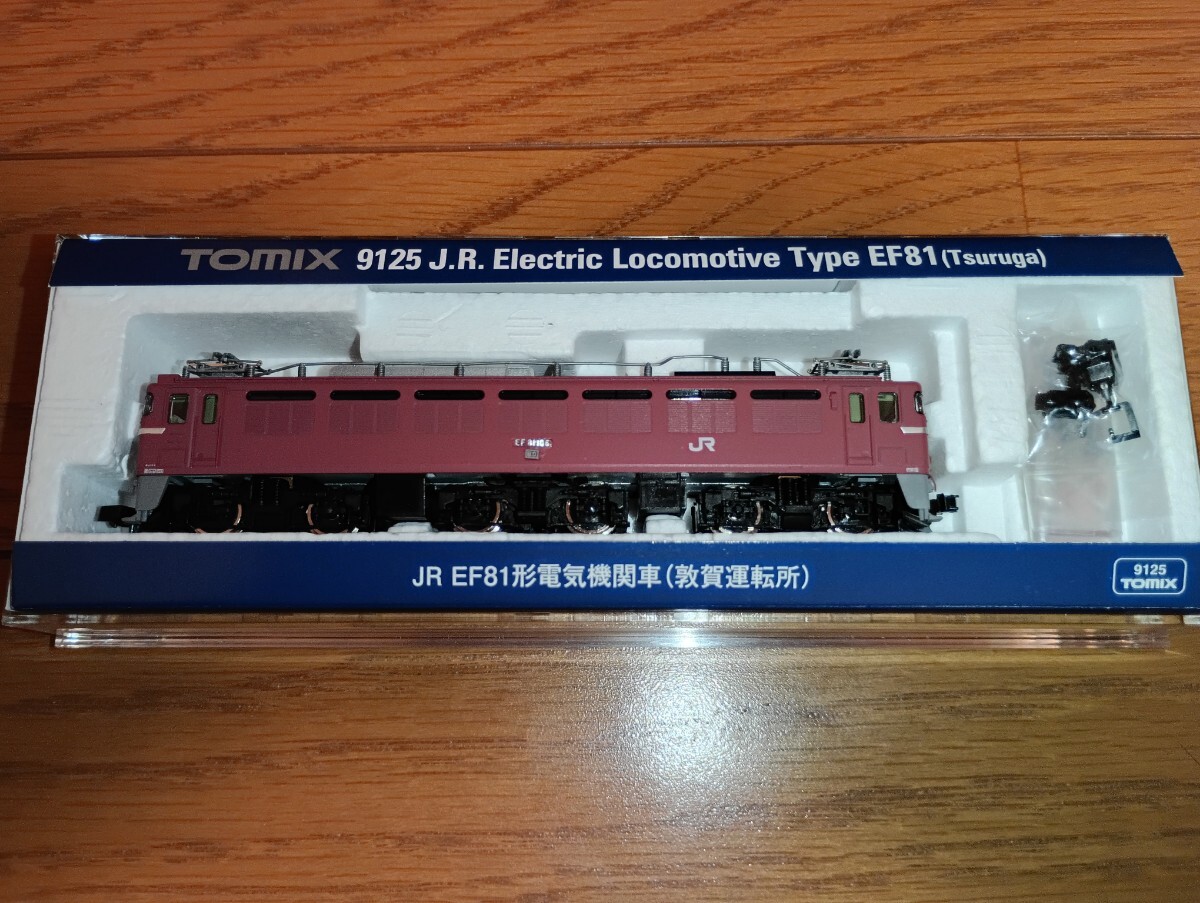 TOMIX 9125 J.R. Electric Locomotive Type EF81 (Tsuruga)
JR
JR EF81形電気機関車(敦賀運転所)
9125
TOMIX